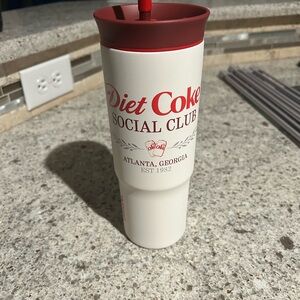 Diet Coke
SOCIAL CLUB
ATLANTA, GEORGIA
EST 1982